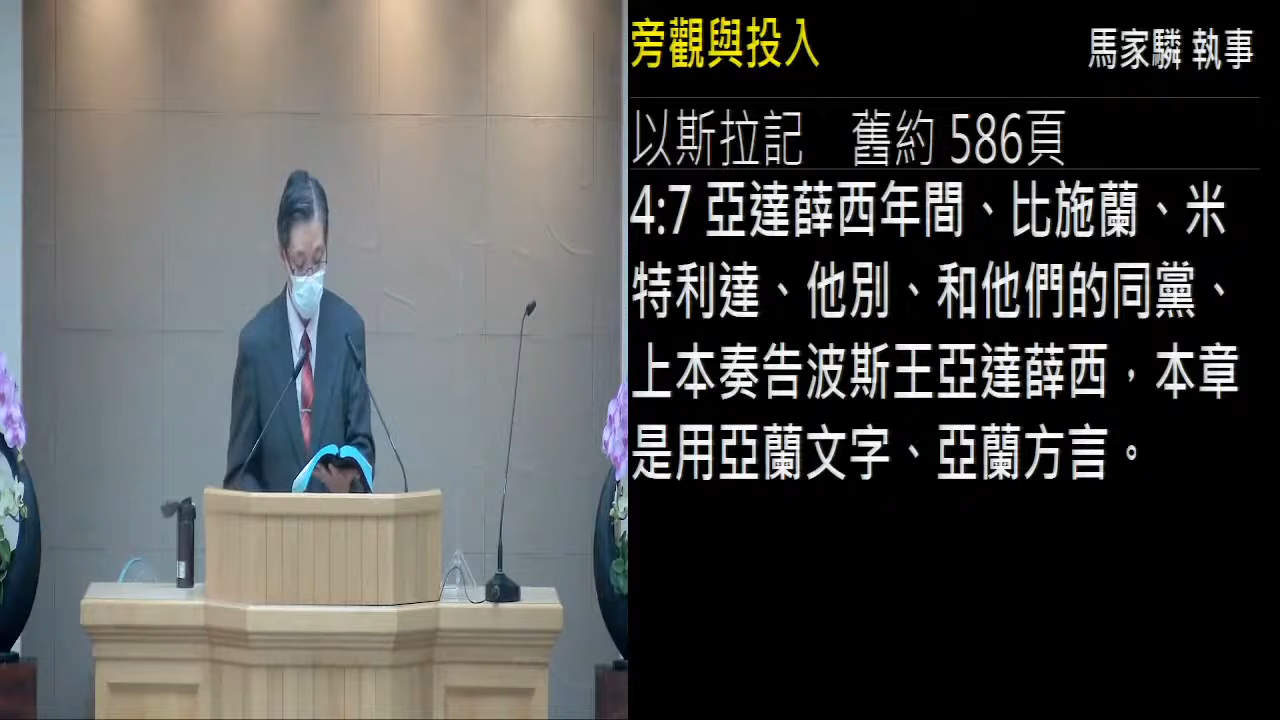 旁觀與投入
馬家驎 執事
以斯拉記 舊約 586頁
4:7 亞達薛西年間、比施蘭、米
特利達、他別、和他們的同黨、
上本奏告波斯王亞達薛西，本章
是用亞蘭文字、亞蘭方言。